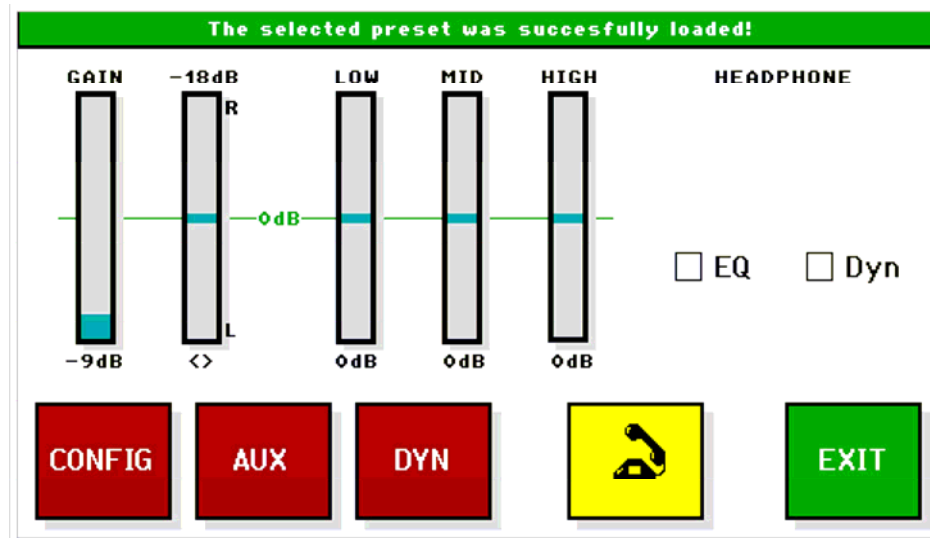 The selected preset was succesfully loaded!
GAIN -18dB LOW MID HIGH HEADPHONE
R
0dB
EQ Dyn
L
-9dB <> 0dB 0dB 0dB
CONFIG AUX DYN EXIT